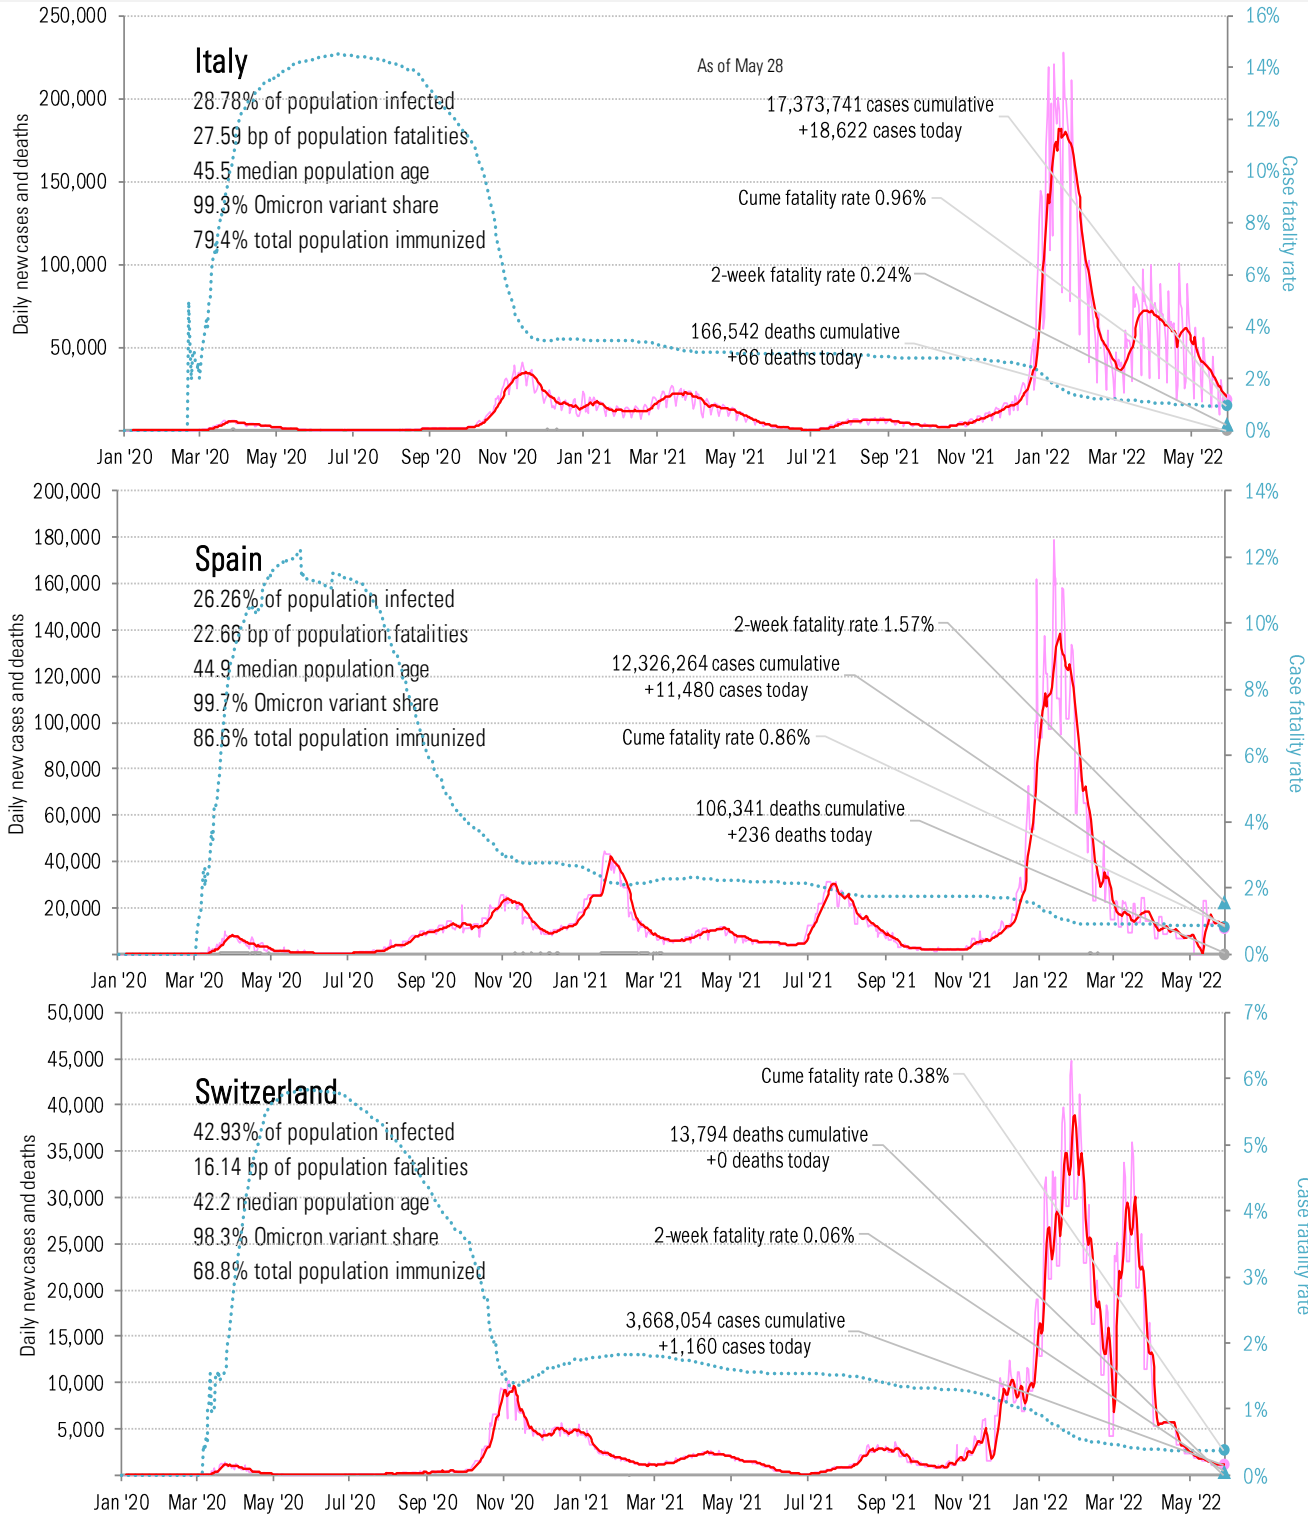 250,000
200,000
150,000
100,000
50,000
Daily new cases and deaths
16%
14%
12%
10%
8%
6%
4%
2%
0%
Case fatality rate
Italy
28.78% of population infected
27.59 bp of population fatalities
45.5 median population age
99.3% Omicron variant share
79.4% total population immunized
As of May 28
17,373,741 cases cumulative
+18,622 cases today
Cume fatality rate 0.96%
2-week fatality rate 0.24%
166,542 deaths cumulative
+66 deaths today
Jan '20 Mar '20 May '20 Jul '20 Sep '20 Nov '20 Jan '21 Mar '21 May '21 Jul '21 Sep '21 Nov '21 Jan '22 Mar '22 May '22
200,000
180,000
160,000
140,000
120,000
100,000
80,000
60,000
40,000
20,000
Daily new cases and deaths
14%
12%
10%
8%
6%
4%
2%
0%
Case fatality rate
Spain
26.26% of population infected
22.66 bp of population fatalities
44.9 median population age
99.7% Omicron variant share
86.6% total population immunized
2-week fatality rate 1.57%
12,326,264 cases cumulative
+11,480 cases today
Cume fatality rate 0.86%
106,341 deaths cumulative
+236 deaths today
Jan '20 Mar '20 May '20 Jul '20 Sep '20 Nov '20 Jan '21 Mar '21 May '21 Jul '21 Sep '21 Nov '21 Jan '22 Mar '22 May '22
50,000
45,000
40,000
35,000
30,000
25,000
20,000
15,000
10,000
5,000
Daily new cases and deaths
7%
6%
5%
4%
3%
2%
1%
0%
Case fatality rate
Switzerland
42.93% of population infected
16.14 bp of population fatalities
42.2 median population age
98.3% Omicron variant share
68.8% total population immunized
Cume fatality rate 0.38%
13,794 deaths cumulative
+0 deaths today
2-week fatality rate 0.06%
3,668,054 cases cumulative
+1,160 cases today
Jan '20 Mar '20 May '20 Jul '20 Sep '20 Nov '20 Jan '21 Mar '21 May '21 Jul '21 Sep '21 Nov '21 Jan '22 Mar '22 May '22